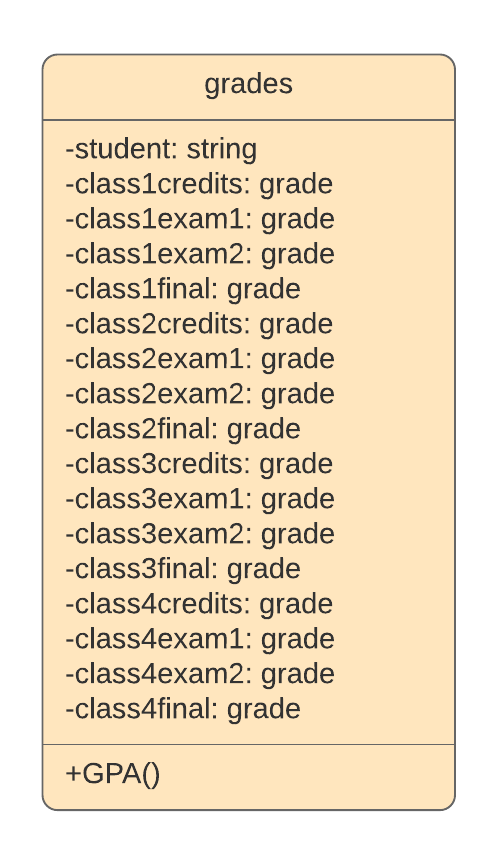 grades
-student: string
-class1credits: grade
-class1exam1: grade
-class1exam2: grade
-class1final: grade
-class2credits: grade
-class2exam1: grade
-class2exam2: grade
-class2final: grade
-class3credits: grade
-class3exam1: grade
-class3exam2: grade
-class3final: grade
-class4credits: grade
-class4exam1: grade
-class4exam2: grade
-class4final: grade
+GPA()